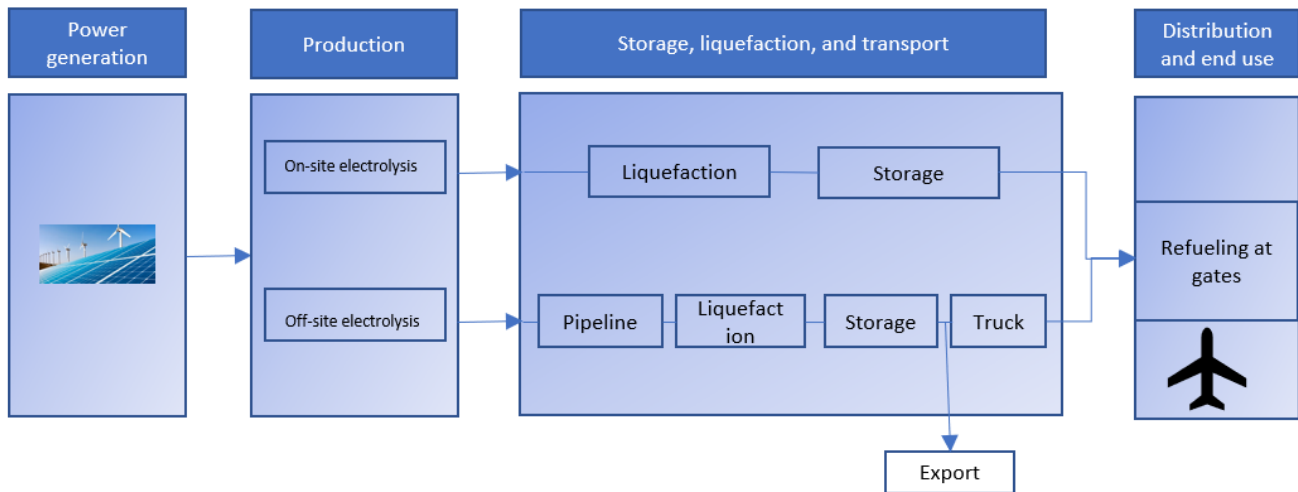 Power
generation
Production
Storage, liquefaction, and transport
Distribution
and end use
On-site electrolysis
Liquefaction
Storage
Refueling at
gates
Off-site electrolysis
Pipeline
Liquefact
ion
Storage
Truck
Export